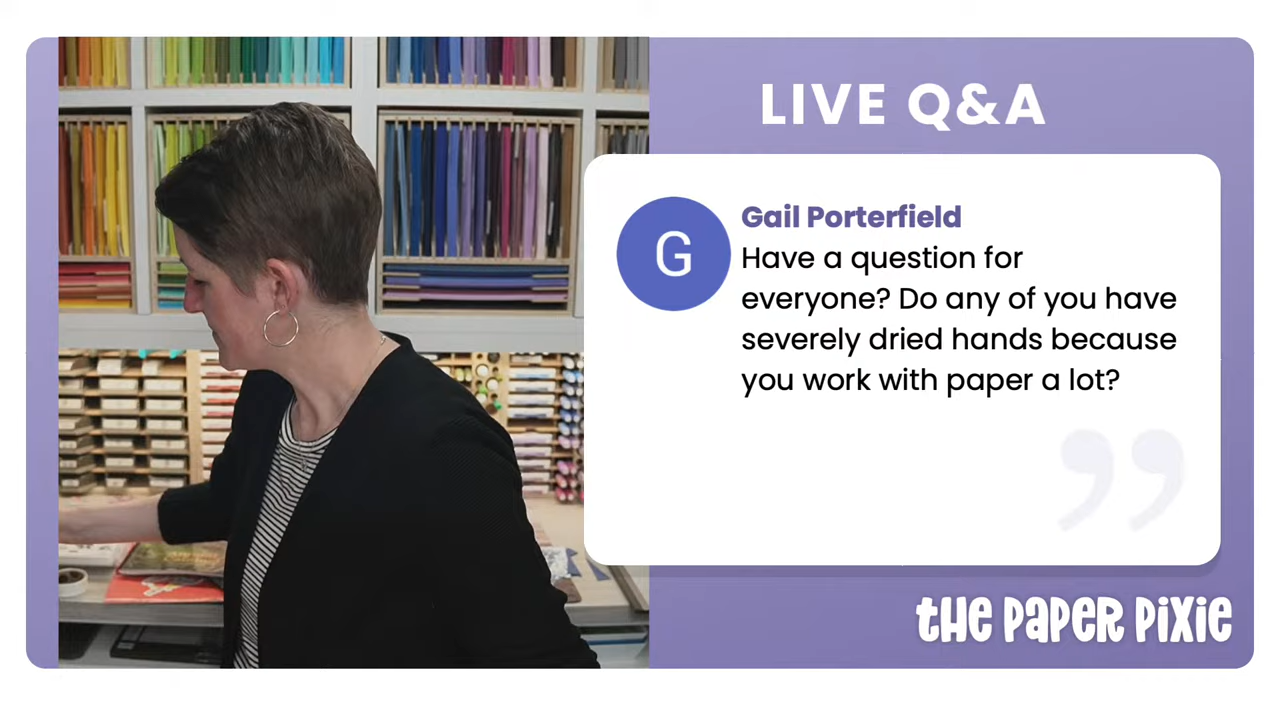 LIVE Q&A
G
Gail Porterfield
Have a question for
everyone? Do any of you have
severely dried hands because
you work with paper a lot?
the PAPER PiXiE